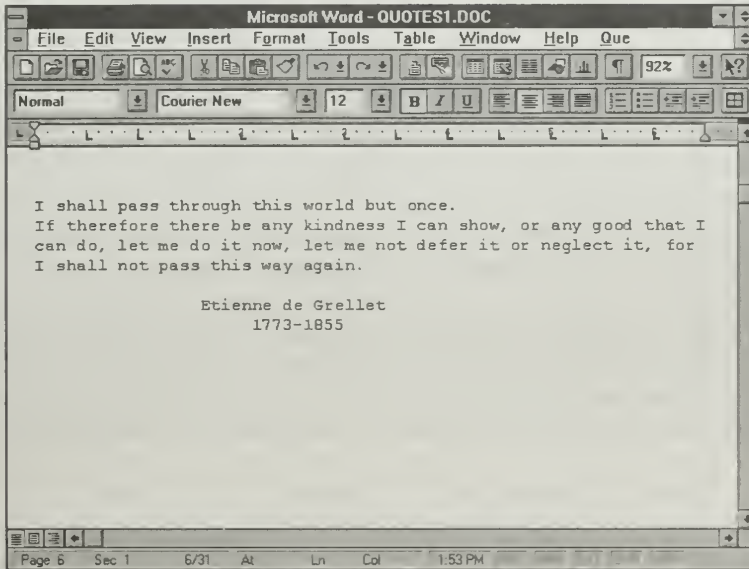 Microsoft Word - QUOTES1.DOC
File Edit View Insert Format Tools Table Window Help Que
ABC 92%
Normal Courier New 12 B I U
I shall pass through this world but once.
If therefore there be any kindness I can show, or any good that I
can do, let me do it now, let me not defer it or neglect it, for
I shall not pass this way again.
Etienne de Grellet
1773-1855
Page 6 Sec 1 6/31 At Ln Col 1:53 PM